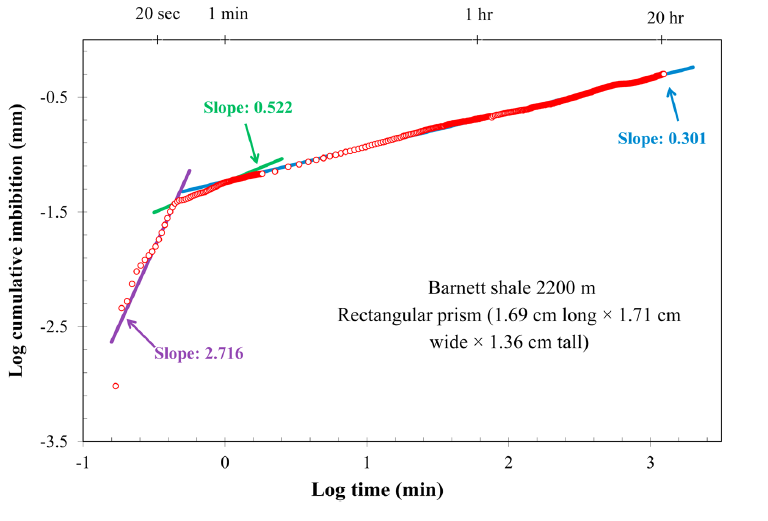 20 sec 1 min 1 hr 20 hr
Log cumulative imbibition (mm)
-0.5
-1.5
-2.5
-3.5
Slope: 0.522
Slope: 0.301
Slope: 2.716
Barnett shale 2200 m
Rectangular prism (1.69 cm long × 1.71 cm
wide × 1.36 cm tall)
-1 0 1 2 3
Log time (min)